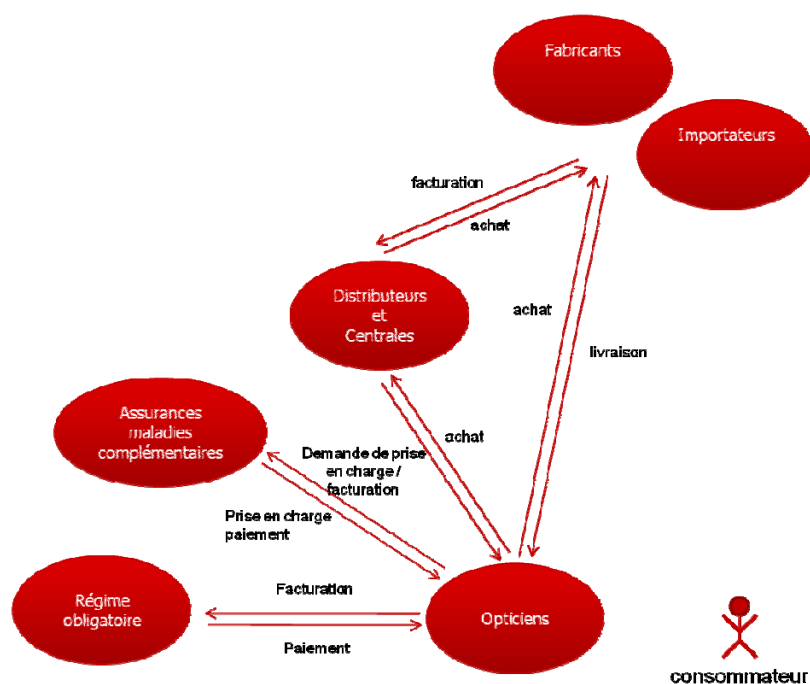 Fabricants
Importateurs
facturation
achat
Distributeurs
et
Centrales
achat
livraison
Assurances
maladies
complémentaires
achat
Demande de prise
en charge /
facturation
Prise en charge
paiement
Régime
obligatoire
Facturation
Paiement
Opticiens
consommateur